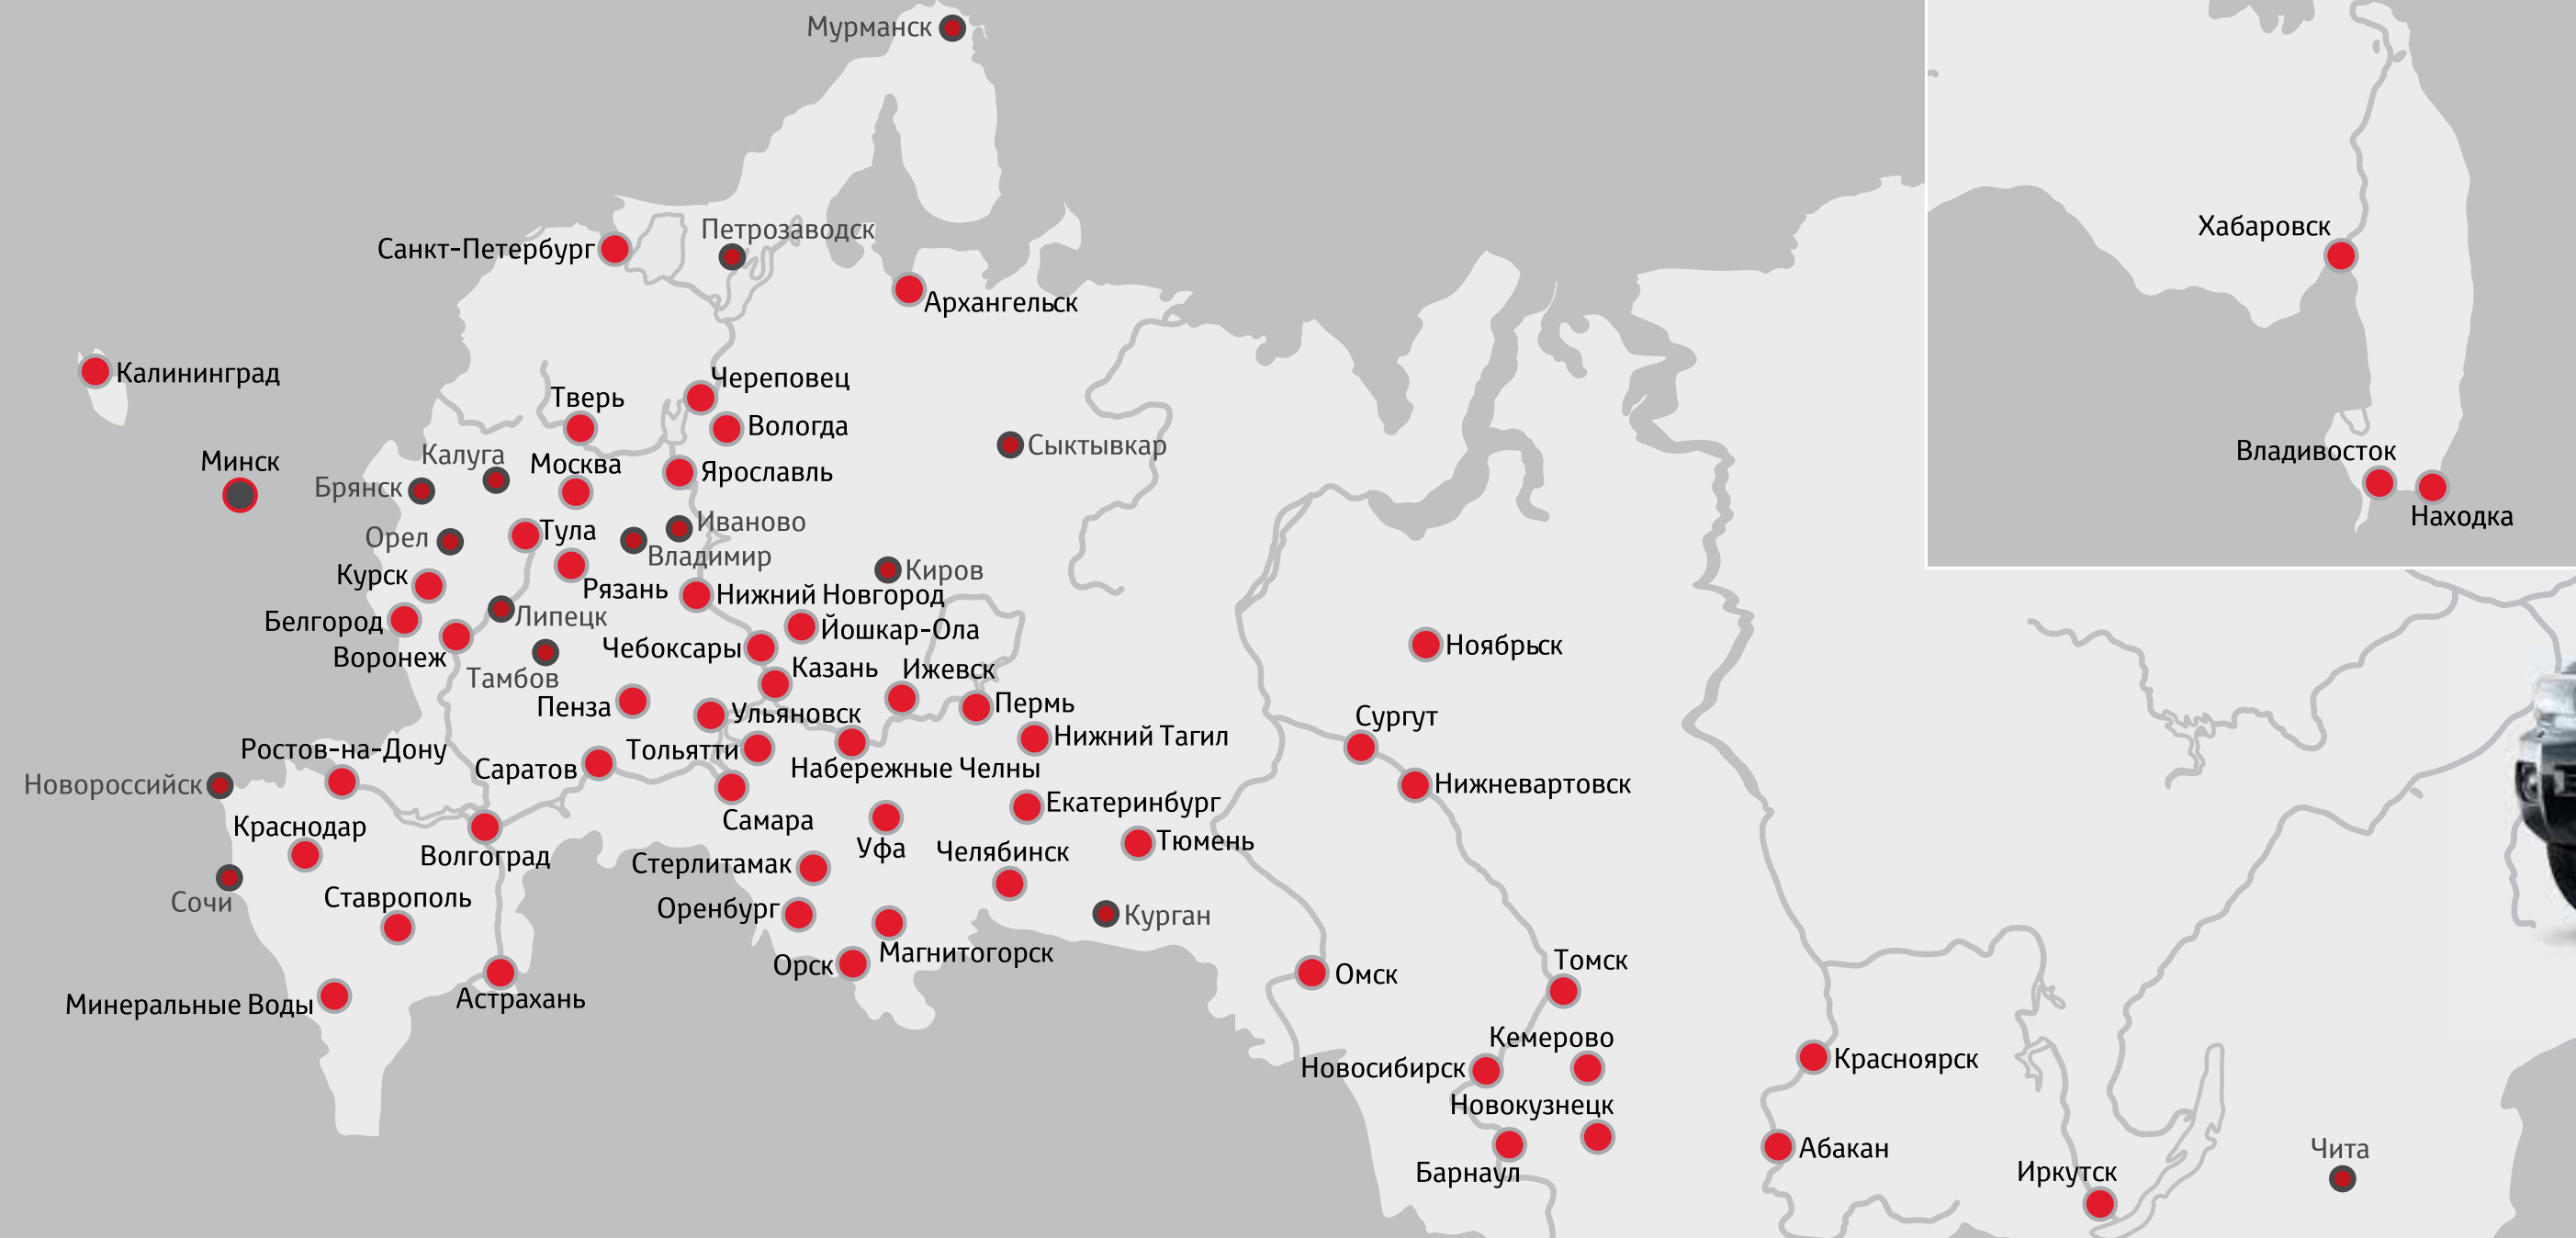 Мурманск
Хабаровск
Петрозаводск
Санкт-Петербург
Архангельск
Калининград
Череповец
Тверь
Вологда
Сыктывкар
Владивосток
Калуга
Минск
Москва
Ярославль
Брянск
Находка
Иваново
Тула
Орел
Владимир
Киров
Курск
Рязань
Нижний Новгород
Липецк
Белгород
Йошкар-Ола
Ноябрьск
Чебоксары
Воронеж
Казань
Ижевск
Тамбов
Пермь
Пенза
Ульяновск
Сургут
Нижний Тагил
Ростов-на-Дону
Тольятти
Саратов
Набережные Челны
Новороссийск
Нижневартовск
Екатеринбург
Самара
Краснодар
Тюмень
Уфа
Челябинск
Волгоград
Стерлитамак
Ставрополь
Сочи
Оренбург
Курган
Магнитогорск
Орск
Томск
Омск
Астрахань
Минеральные Воды
Кемерово
Красноярск
Новосибирск
Новокузнецк
Абакан
Чита
Барнаул
Иркутск